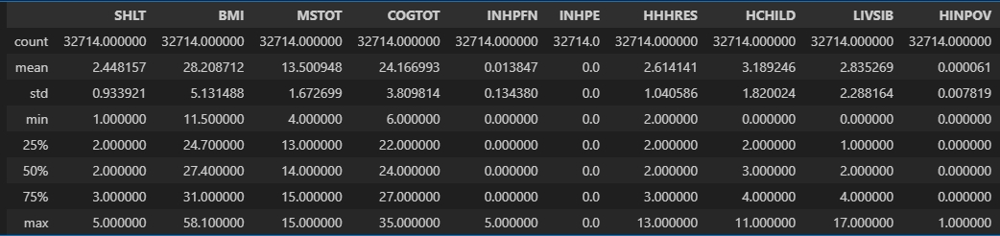 SHLT BMI MSTOT COGTOT INHPFN INHPE HHHRES HCHILD LIVSIB HINPOV
count 32714.000000 32714.000000 32714.000000 32714.000000 32714.000000 32714.0 32714.000000 32714.000000 32714.000000 32714.000000
mean 2.448157 28.208712 13.500948 24.166993 0.013847 0.0 2.614141 3.189246 2.835269 0.000061
std 0.933921 5.131488 1.672699 3.809814 0.134380 0.0 1.040586 1.820024 2.288164 0.007819
min 1.000000 11.500000 4.000000 6.000000 0.000000 0.0 2.000000 0.000000 0.000000 0.000000
25% 2.000000 24.700000 13.000000 22.000000 0.000000 0.0 2.000000 2.000000 1.000000 0.000000
50% 2.000000 27.400000 14.000000 24.000000 0.000000 0.0 2.000000 3.000000 2.000000 0.000000
75% 3.000000 31.000000 15.000000 27.000000 0.000000 0.0 3.000000 4.000000 4.000000 0.000000
max 5.000000 58.100000 15.000000 35.000000 5.000000 0.0 13.000000 11.000000 17.000000 1.000000